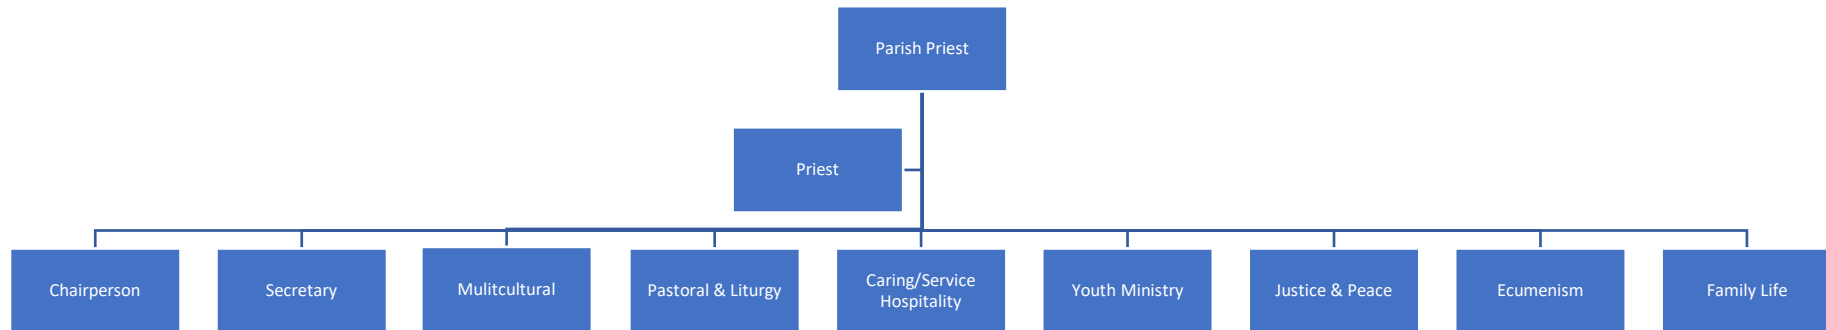 Parish Priest
Priest
Chairperson
Secretary
Mulitcultural
Pastoral & Liturgy
Caring/Service
Hospitality
Youth Ministry
Justice & Peace
Ecumenism
Family Life